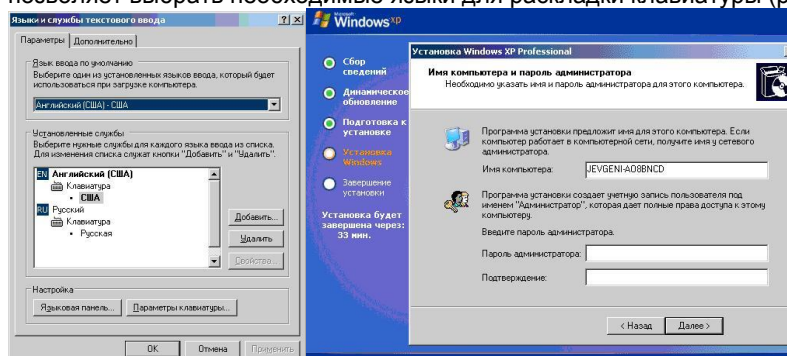 позволяет выбрать необходимые языки для раскладки клавиатуры (р
Языки и службы текстового ввода
Параметры
Дополнительно
Язык ввода по умолчанию
Выберите один из установленных языков ввода, который будет
использоваться при загрузке компьютера.
Английский (США) - США
Установленные службы
Выберите нужные службы для каждого языка ввода из списка.
Для изменения списка служат кнопки "Добавить" и "Удалить".
EN Английский (США)
Клавиатура
• США
RU Русский
Клавиатура
• Русская
Добавить...
Удалить
Свойства...
Настройка
Языковая панель...
Параметры клавиатуры...
OK
Отмена
Применить
Microsoft
Windows xp
Сбор
сведений
Динамическое
обновление
Подготовка к
установке
Установка
Windows
Завершение
установки
Установка будет
завершена через:
33 мин.
Установка Windows XP Professional
Имя компьютера и пароль администратора
Необходимо указать имя и пароль администратора для этого компьютера.
Программа установки предложит имя для этого компьютера. Если
компьютер работает в компьютерной сети, получите имя у сетевого
администратора.
Имя компьютера:
JEVGENI-AO8BNCD
Программа установки создает учетную запись пользователя под
именем "Администратор", которая дает полные права доступа к этому
компьютеру.
Введите пароль администратора.
Пароль администратора:
Подтверждение:
< Назад
Далее >